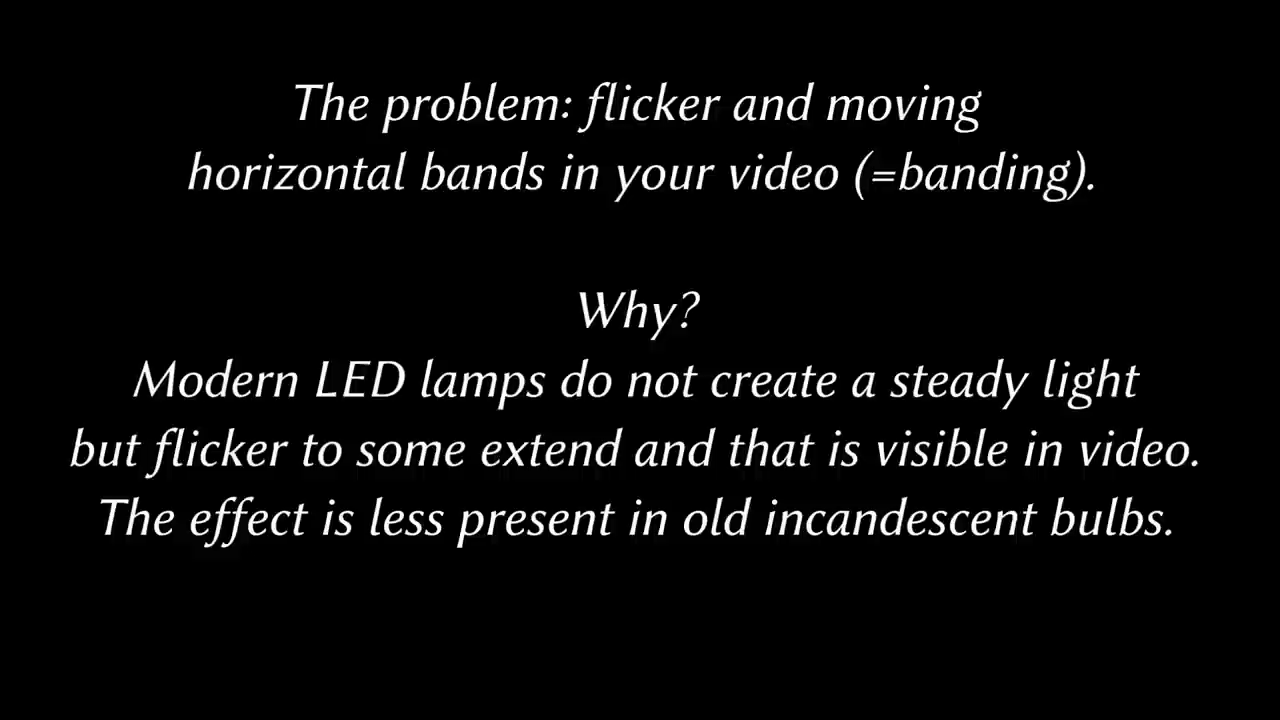 The problem: flicker and moving
horizontal bands in your video (=banding).
Why?
Modern LED lamps do not create a steady light
but flicker to some extend and that is visible in video.
The effect is less present in old incandescent bulbs.